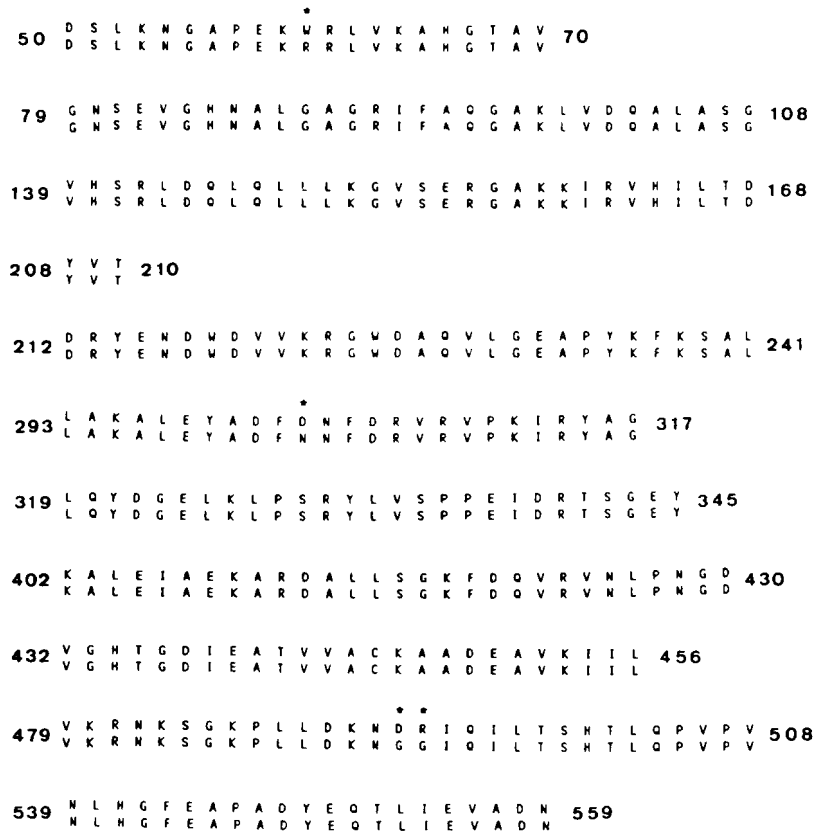 *
50 D S L K N G A P E K W R L V K A H G T A V 70
D S L K N G A P E K R R L V K A H G T A V
79 G N S E V G H N A L G A G R I F A Q G A K L V D Q A L A S G 108
G N S E V G H N A L G A G R I F A Q G A K L V D Q A L A S G
139 V H S R L D Q L Q L L L K G V S E R G A K K I R V H I L T D 168
V H S R L D Q L Q L L L K G V S E R G A K K I R V H I L T D
208 Y V T 210
Y V T
212 D R Y E N D W D V V K R G W D A Q V L G E A P Y K F K S A L 241
D R Y E N D W D V V K R G W D A Q V L G E A P Y K F K S A L
*
293 L A K A L E Y A D F D N F D R V R V P K I R Y A G 317
L A K A L E Y A D F N N F D R V R V P K I R Y A G
319 L Q Y D G E L K L P S R Y L V S P P E I D R T S G E Y 345
L Q Y D G E L K L P S R Y L V S P P E I D R T S G E Y
402 K A L E I A E K A R D A L L S G K F D Q V R V N L P N G D 430
K A L E I A E K A R D A L L S G K F D Q V R V N L P N G D
432 V G H T G D I E A T V V A C K A A D E A V K I I L 456
V G H T G D I E A T V V A C K A A D E A V K I I L
* *
479 V K R N K S G K P L L D K N D R I Q I L T S H T L Q P V P V 508
V K R N K S G K P L L D K N G G I Q I L T S H T L Q P V P V
539 N L H G F E A P A D Y E Q T L I E V A D N 559
N L H G F E A P A D Y E Q T L I E V A D N